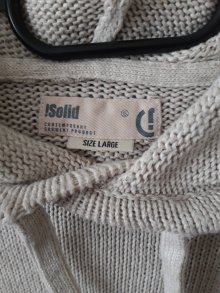 !Solid
CONTEMPORARY
GARMENT PRODUCT
SIZE LARGE